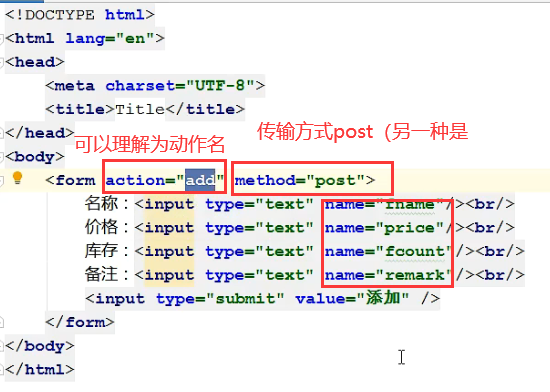 <!DOCTYPE html>
<html lang="en">
<head>
<meta charset="UTF-8">
<title>Title</title>
</head>
可以理解为动作名
传输方式post（另一种是
<body>
<form action="add" method="post">
名称：<input type="text" name="fname"/><br/>
价格：<input type="text" name="price"/><br/>
库存：<input type="text" name="fcount"/><br/>
备注：<input type="text" name="remark"/><br/>
<input type="submit" value="添加" />
</form>
</body>
</html>